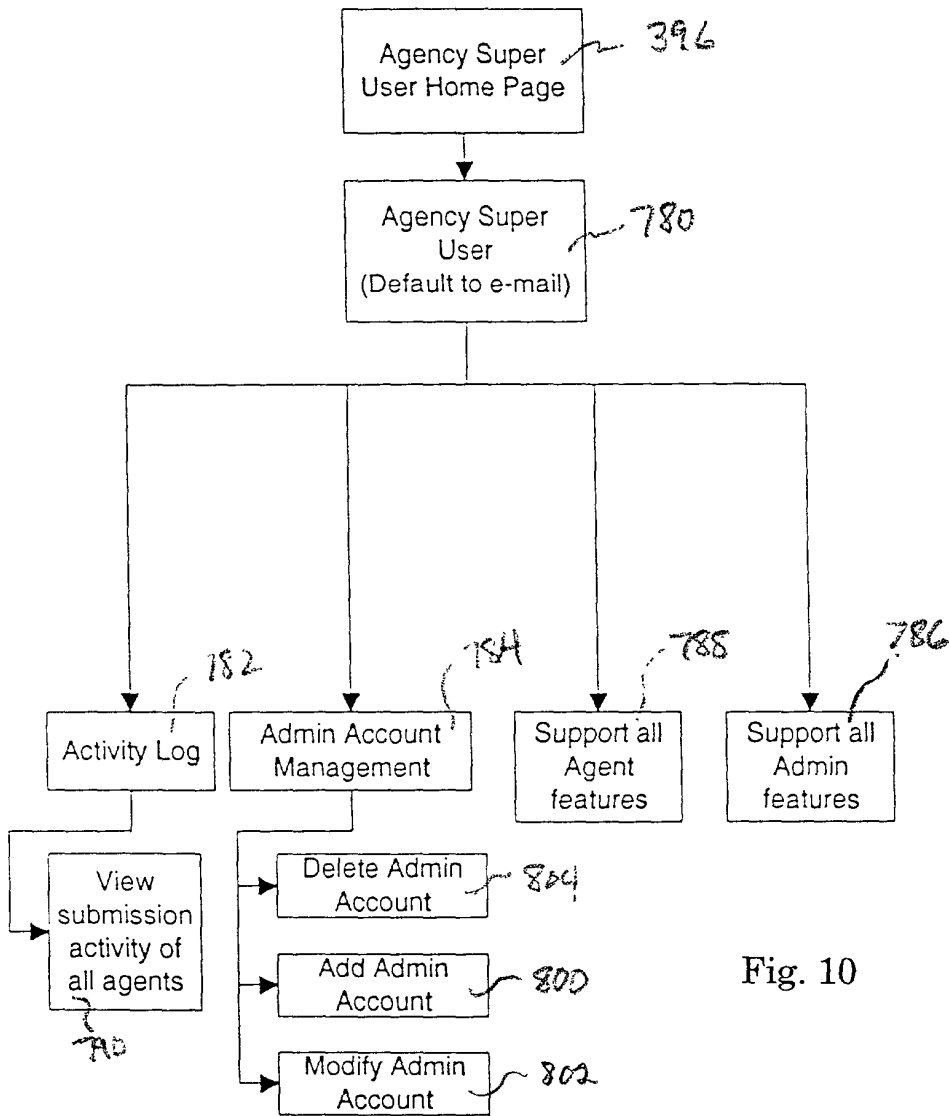 Agency Super
User Home Page
396
Agency Super
User
(Default to e-mail)
780
782
784
788
786
Activity Log
Admin Account
Management
Support all
Agent
features
Support all
Admin
features
View
submission
activity of
all agents
790
Delete Admin
Account
804
Add Admin
Account
800
Modify Admin
Account
802
Fig. 10